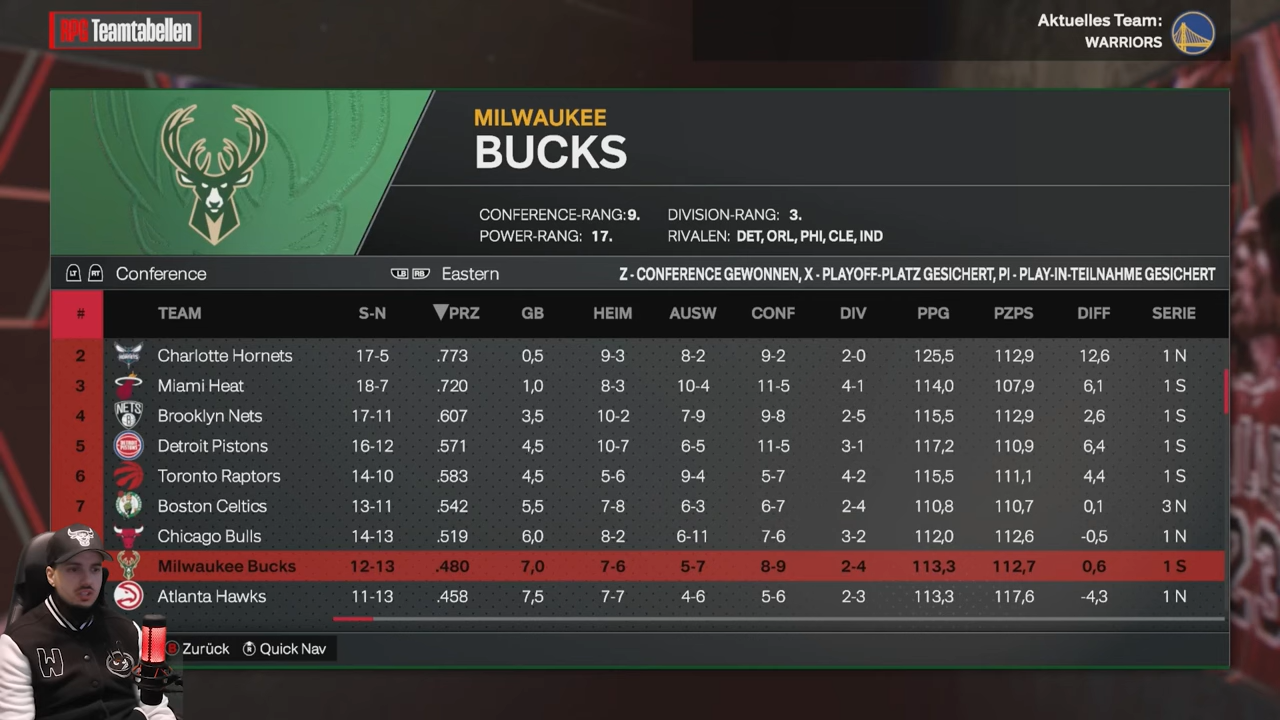 RPG Teamtabellen
Aktuelles Team:
WARRIORS
MILWAUKEE
BUCKS
CONFERENCE-RANG:9. DIVISION-RANG: 3.
POWER-RANG: 17. RIVALEN: DET, ORL, PHI, CLE, IND
LT RT Conference LB RB Eastern Z - CONFERENCE GEWONNEN, X - PLAYOFF-PLATZ GESICHERT, PI - PLAY-IN-TEILNAHME GESICHERT
# TEAM S-N ▼PRZ GB HEIM AUSW CONF DIV PPG PZPS DIFF SERIE
2 Charlotte Hornets 17-5 .773 0,5 9-3 8-2 9-2 2-0 125,5 112,9 12,6 1 N
3 Miami Heat 18-7 .720 1,0 8-3 10-4 11-5 4-1 114,0 107,9 6,1 1 S
4 NETS Brooklyn Nets 17-11 .607 3,5 10-2 7-9 9-8 2-5 115,5 112,9 2,6 1 S
5 Detroit Pistons 16-12 .571 4,5 10-7 6-5 11-5 3-1 117,2 110,9 6,4 1 S
6 Toronto Raptors 14-10 .583 4,5 5-6 9-4 5-7 4-2 115,5 111,1 4,4 1 S
7 Boston Celtics 13-11 .542 5,5 7-8 6-3 6-7 2-4 110,8 110,7 0,1 3 N
Chicago Bulls 14-13 .519 6,0 8-2 6-11 7-6 3-2 112,0 112,6 -0,5 1 N
Milwaukee Bucks 12-13 .480 7,0 7-6 5-7 8-9 2-4 113,3 112,7 0,6 1 S
Atlanta Hawks 11-13 .458 7,5 7-7 4-6 5-6 2-3 113,3 117,6 -4,3 1 N
B Zurück R Quick Nav
W